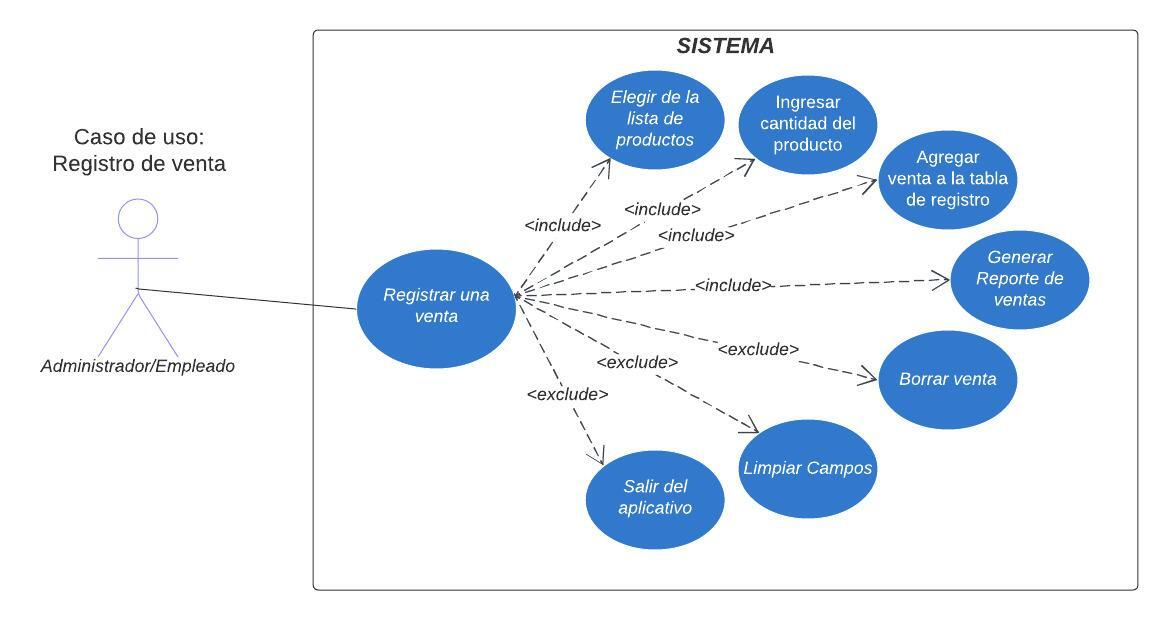 SISTEMA
Caso de uso:
Registro de venta
Administrador/Empleado
Registrar una
venta
Elegir de la
lista de
productos
Ingresar
cantidad del
producto
Agregar
venta a la tabla
de registro
Generar
Reporte de
ventas
Borrar venta
Limpiar Campos
Salir del
aplicativo
<include>
<include>
<include>
<include>
<exclude>
<exclude>
<exclude>